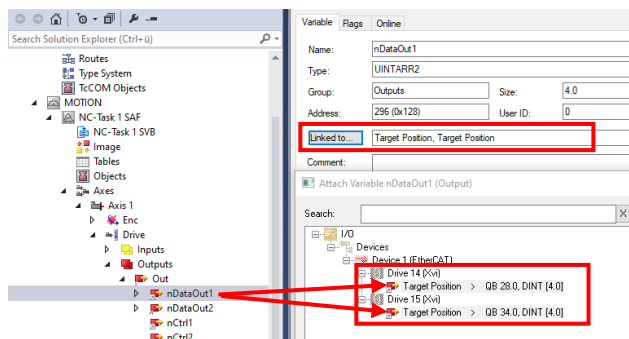 Search Solution Explorer (Ctrl+ü)
Routes
Type System
TcCOM Objects
MOTION
NC-Task 1 SAF
NC-Task 1 SVB
Image
Tables
Objects
Axes
Axis 1
Enc
Drive
Inputs
Outputs
Out
nDataOut1
nDataOut2
nCtrl1
nCtrl2
Variable Flags Online
Name: nDataOut1
Type: UINTARR2
Group: Outputs Size: 4.0
Address: 296 (0x128) User ID: 0
Linked to... Target Position, Target Position
Comment:
Attach Variable nDataOut1 (Output)
Search: X
I/O
Devices
Device 1 (EtherCAT)
Drive 14 (Xvi)
Target Position > QB 28.0, DINT [4.0]
Drive 15 (Xvi)
Target Position > QB 34.0, DINT [4.0]